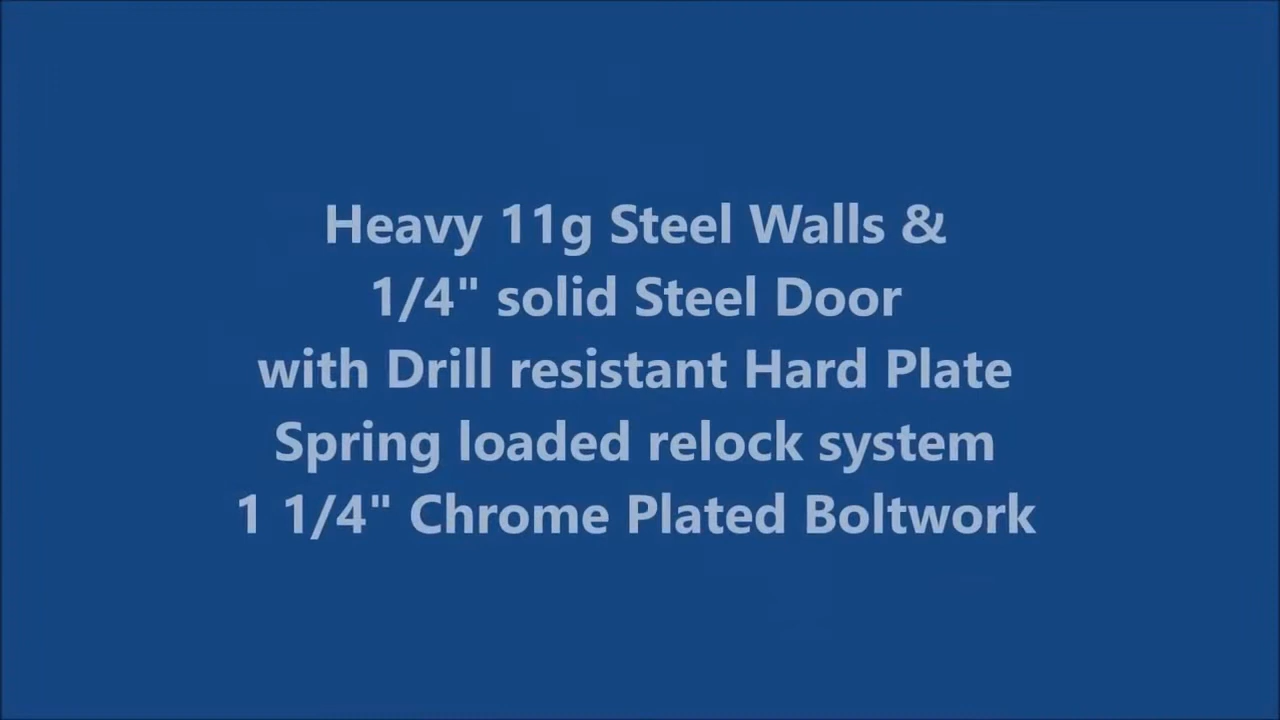 Heavy 11g Steel Walls &
1/4" solid Steel Door
with Drill resistant Hard Plate
Spring loaded relock system
1 1/4" Chrome Plated Boltwork